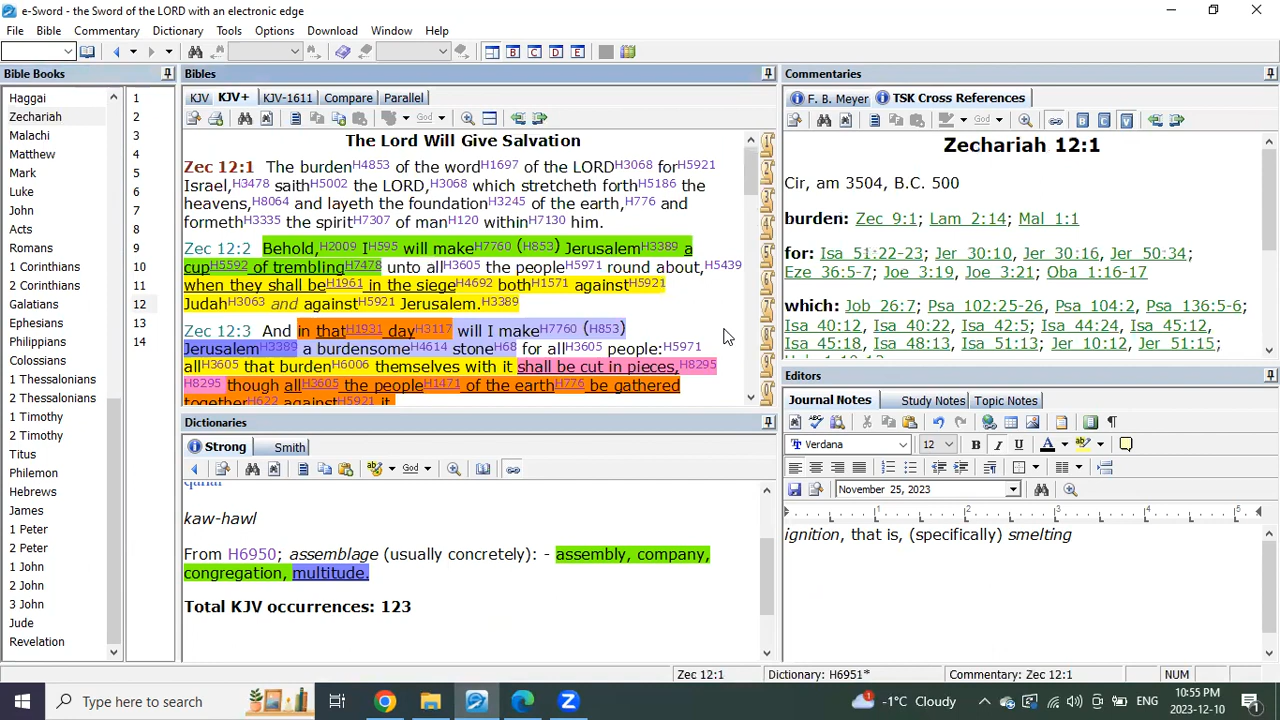 e-Sword - the Sword of the LORD with an electronic edge
File Bible Commentary Dictionary Tools Options Download Window Help
B C D E
Bible Books
Haggai
Zechariah
Malachi
Matthew
Mark
Luke
John
Acts
Romans
1 Corinthians
2 Corinthians
Galatians
Ephesians
Philippians
Colossians
1 Thessalonians
2 Thessalonians
1 Timothy
2 Timothy
Titus
Philemon
Hebrews
James
1 Peter
2 Peter
1 John
2 John
3 John
Jude
Revelation
1
2
3
4
5
6
7
8
9
10
11
12
13
14
Bibles
KJV KJV+ KJV-1611 Compare Parallel
God
The Lord Will Give Salvation
Zec 12:1 The burdenH4853 of the wordH1697 of the LORDH3068 forH5921
Israel,H3478 saithH5002 the LORD,H3068 which stretcheth forthH5186 the
heavens,H8064 and layeth the foundationH3245 of the earth,H776 and
formethH3335 the spiritH7307 of manH120 withinH7130 him.
Zec 12:2 Behold,H2009 IH595 will makeH7760 (H853) JerusalemH3389 a
cupH5592 of tremblingH7478 unto allH3605 the peopleH5971 round about,H5439
when they shall beH1961 in the siegeH4692 bothH1571 againstH5921
JudahH3063 and againstH5921 Jerusalem.H3389
Zec 12:3 And in thatH1931 dayH3117 will I makeH7760 (H853)
JerusalemH3389 a burdensomeH4614 stoneH68 for allH3605 people:H5971
allH3605 that burdenH6006 themselves with it shall be cut in pieces,H8295
H8295 though allH3605 the peopleH1471 of the earthH776 be gathered
togetherH622 againstH5921 it.
Dictionaries
Strong Smith
God
qahal
kaw-hawl
From H6950; assemblage (usually concretely): - assembly, company,
congregation, multitude.
Total KJV occurrences: 123
Commentaries
F. B. Meyer TSK Cross References
God B C V
Zechariah 12:1
Cir, am 3504, B.C. 500
burden: Zec 9:1; Lam 2:14; Mal 1:1
for: Isa 51:22-23; Jer 30:10; Jer 30:16, Jer 50:34;
Eze 36:5-7; Joe 3:19, Joe 3:21; Oba 1:16-17
which: Job 26:7; Psa 102:25-26, Psa 104:2, Psa 136:5-6;
Isa 40:12, Isa 40:22, Isa 42:5; Isa 44:24, Isa 45:12,
Isa 45:18, Isa 48:13, Isa 51:13; Jer 10:12, Jer 51:15;
Editors
Journal Notes Study Notes Topic Notes
Verdana 12 B I U A
November 25, 2023
1 2 3 4 5
ignition, that is, (specifically) smelting
Zec 12:1 Dictionary: H6951* Commentary: Zec 12:1 NUM
Type here to search
1 -1°C Cloudy ENG 10:55 PM
2023-12-10 1